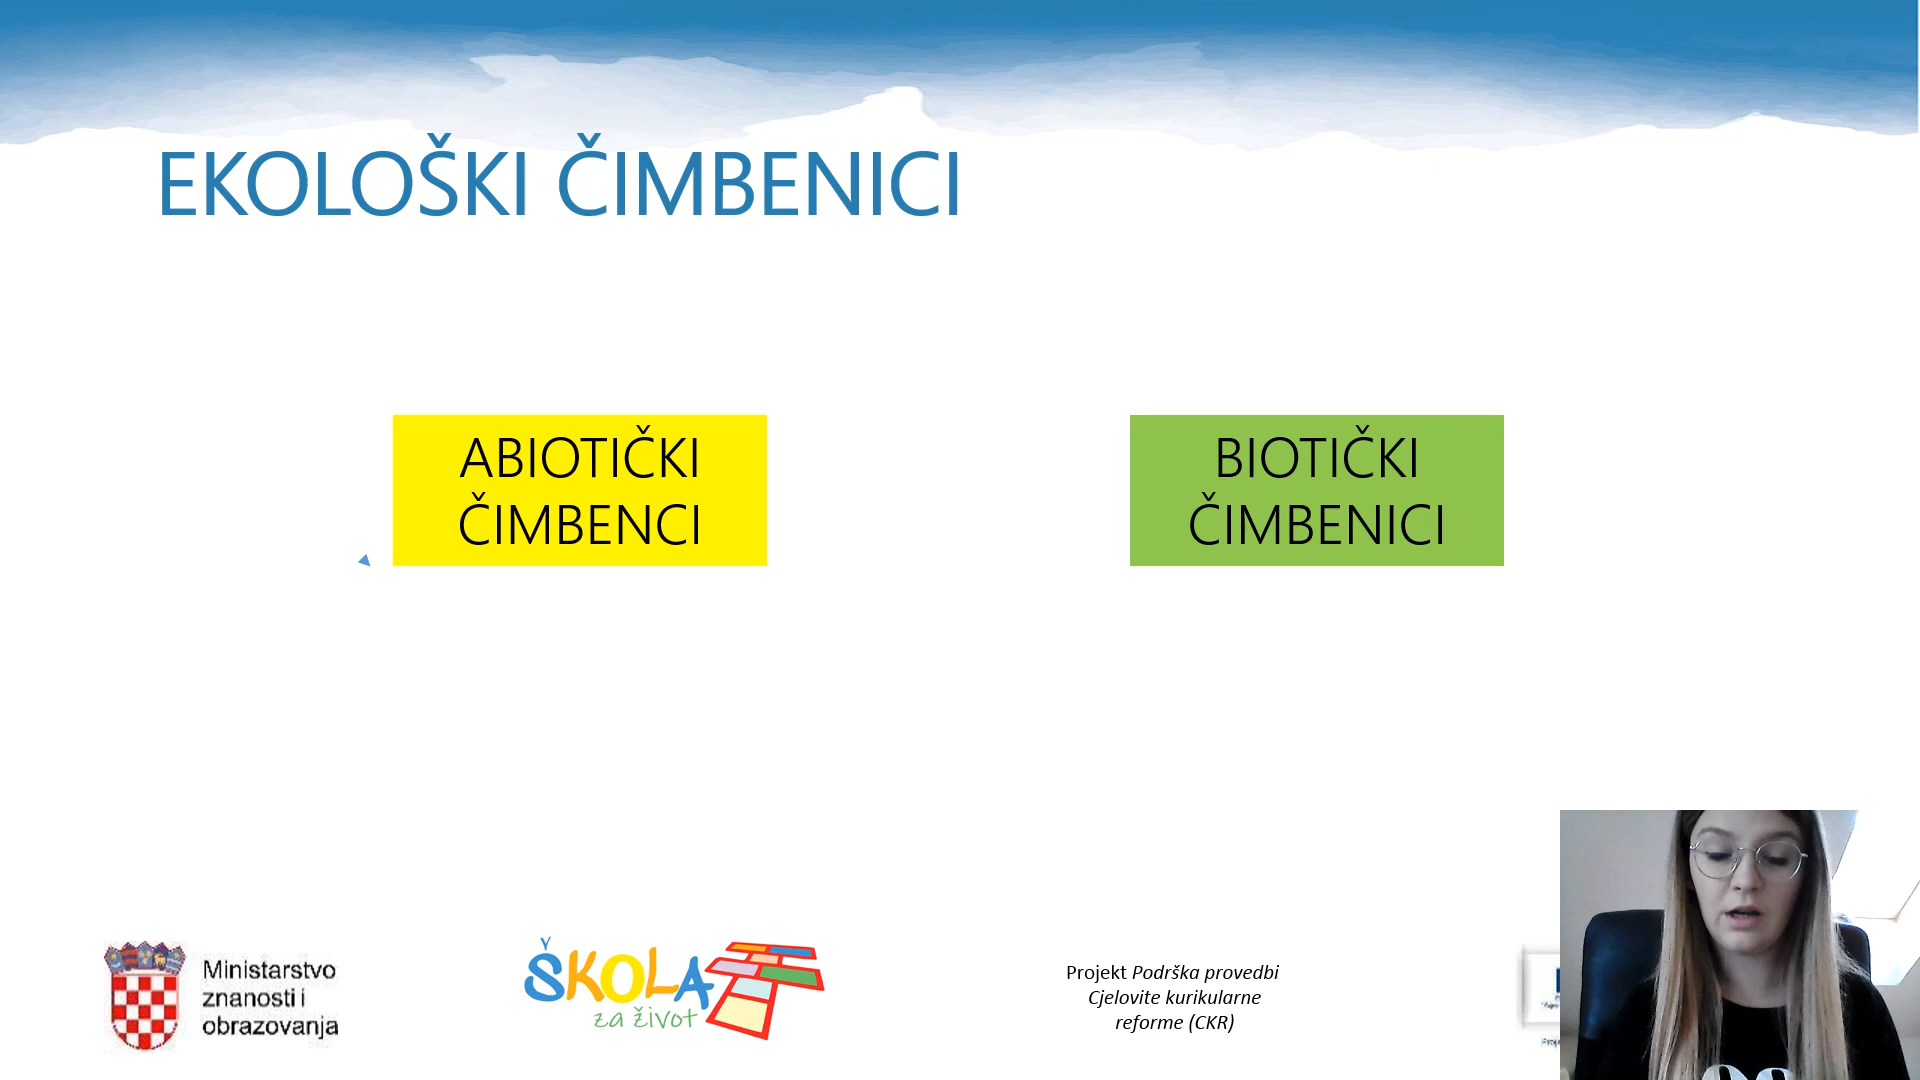 EKOLOŠKI ČIMBENICI
ABIOTIČKI
ČIMBENCI
BIOTIČKI
ČIMBENICI
Ministarstvo
znanosti i
obrazovanja
ŠKOLA
za život
Projekt Podrška provedbi
Cjelovite kurikularne
reforme (CKR)